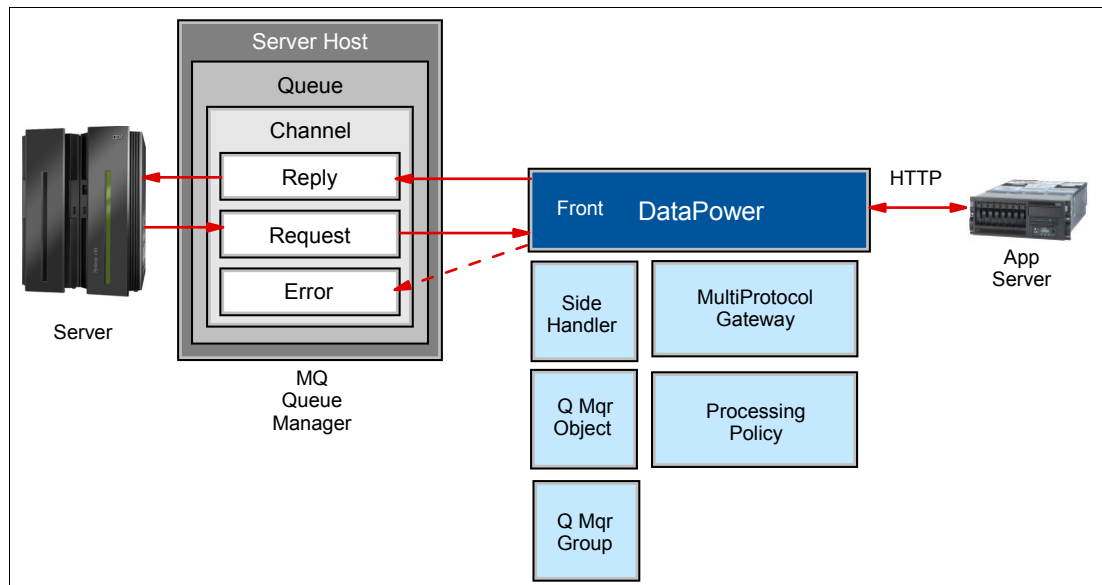 Server Host
Queue
Channel
Reply
Request
Error
Server
MQ
Queue
Manager
Front
DataPower
HTTP
App
Server
Side
Handler
MultiProtocol
Gateway
Q Mqr
Object
Processing
Policy
Q Mqr
Group